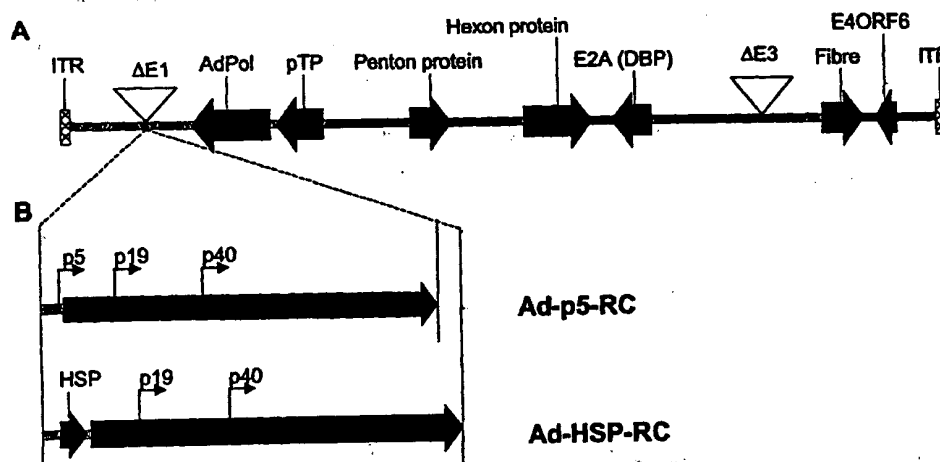 A
Hexon protein
E4ORF6
ITR
ΔE1
AdPol
pTP
Penton protein
E2A (DBP)
ΔE3
Fibre
B
p5
p19
p40
Ad-p5-RC
HSP
p19
p40
Ad-HSP-RC